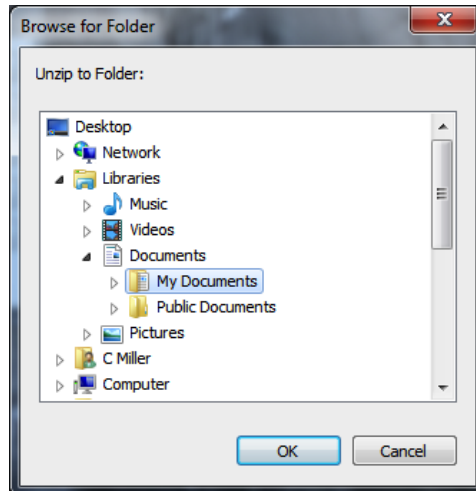 Browse for Folder
Unzip to Folder:
Desktop
Network
Libraries
Music
Videos
Documents
My Documents
Public Documents
Pictures
C Miller
Computer
OK Cancel